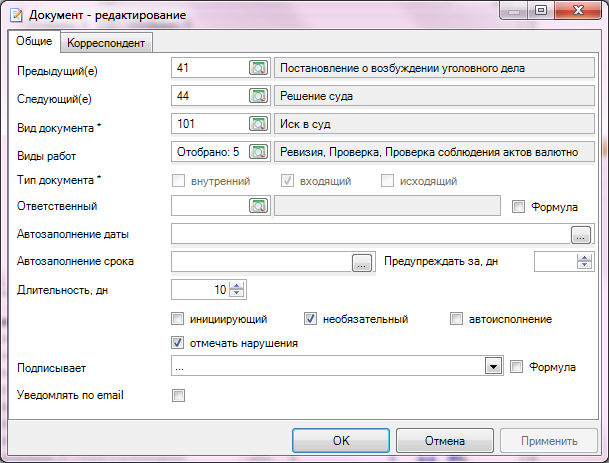 Документ - редактирование
Общие Корреспондент
Предыдущий(е) 41 Постановление о возбуждении уголовного дела
Следующий(е) 44 Решение суда
Вид документа * 101 Иск в суд
Виды работ Отобрано: 5 Ревизия, Проверка, Проверка соблюдения актов валютно
Тип документа * внутренний входящий исходящий
Ответственный Формула
Автозаполнение даты ...
Автозаполнение срока ... Предупреждать за, дн
Длительность, дн 10
инициирующий необязательный автоисполнение
отмечать нарушения
Подписывает ... Формула
Уведомлять по email
OK Отмена Применить